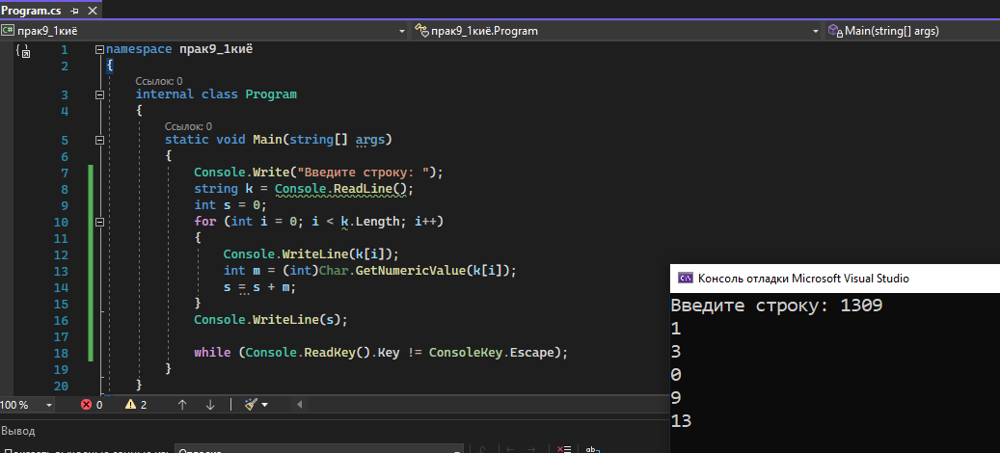 Program.cs
C# прак9_1киё прак9_1киё.Program Main(string[] args)
1 namespace прак9_1киё
2 {
Ссылок: 0
3 internal class Program
4 {
Ссылок: 0
5 static void Main(string[] args)
6 {
7 Console.Write("Введите строку: ");
8 string k = Console.ReadLine();
9 int s = 0;
10 for (int i = 0; i < k.Length; i++)
11 {
12 Console.WriteLine(k[i]);
13 int m = (int)Char.GetNumericValue(k[i]);
14 s = s + m;
15 }
16 Console.WriteLine(s);
17
18 while (Console.ReadKey().Key != ConsoleKey.Escape);
19 }
20 }
100 % 0 2
Вывод
C:\ Консоль отладки Microsoft Visual Studio
Введите строку: 1309
1
3
0
9
13